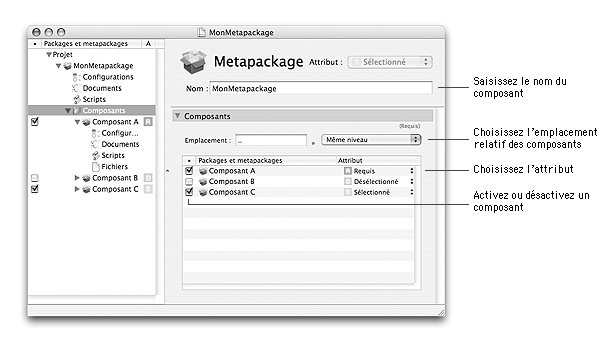 MonMetapackage
Packages et metapackages A
Projet
MonMetapackage
Configurations
Documents
Scripts
Composants
Composant A R
Configur...
Documents
Scripts
Fichiers
Composant B D
Composant C S
Metapackage Attribut : S Sélectionné
Nom : MonMetapackage
Composants
(Requis)
Emplacement : .. Même niveau
Packages et metapackages Attribut
Composant A R Requis
Composant B D Désélectionné
Composant C S Sélectionné
Saisissez le nom du
composant
Choisissez l'emplacement
relatif des composants
Choisissez l'attribut
Activez ou désactivez un
composant